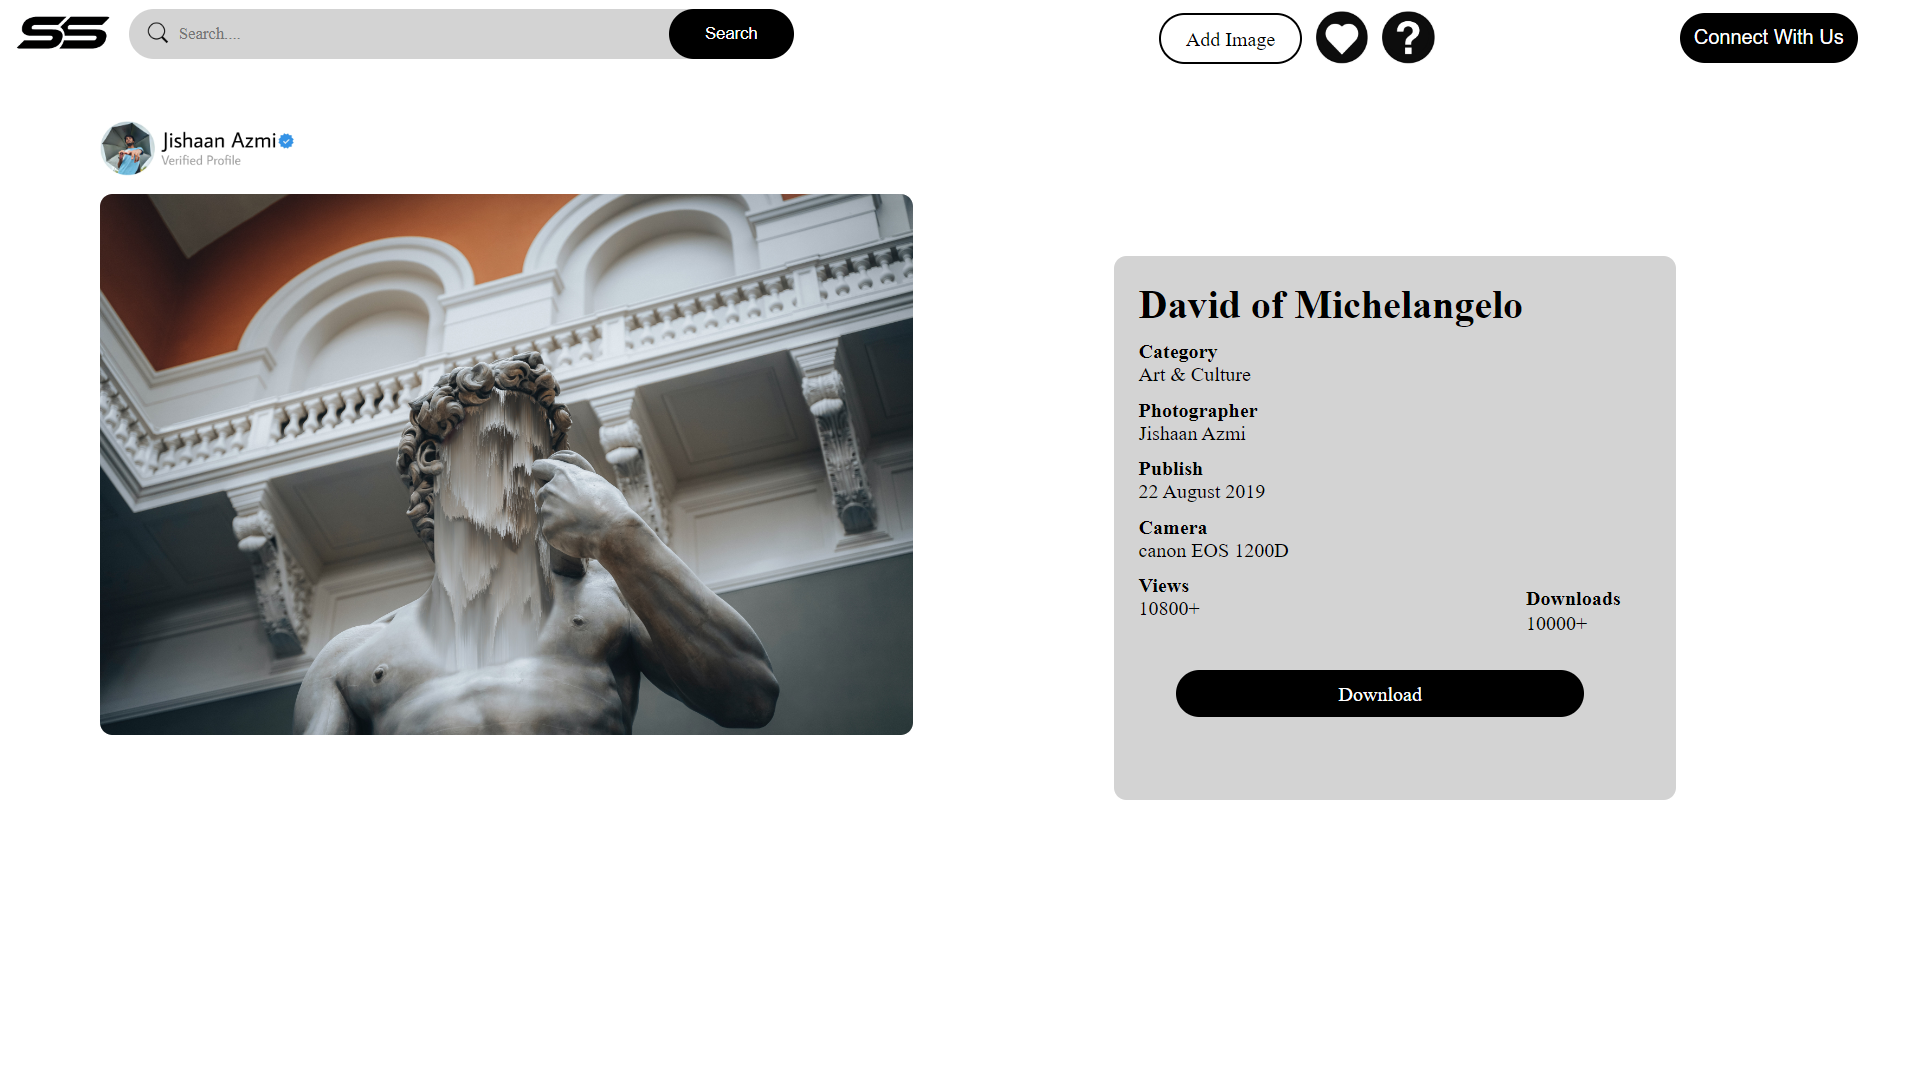 SS
Search....
Search
Add Image
?
Connect With Us
Jishaan Azmi
Verified Profile
David of Michelangelo
Category
Art & Culture
Photographer
Jishaan Azmi
Publish
22 August 2019
Camera
canon EOS 1200D
Views
10800+
Downloads
10000+
Download